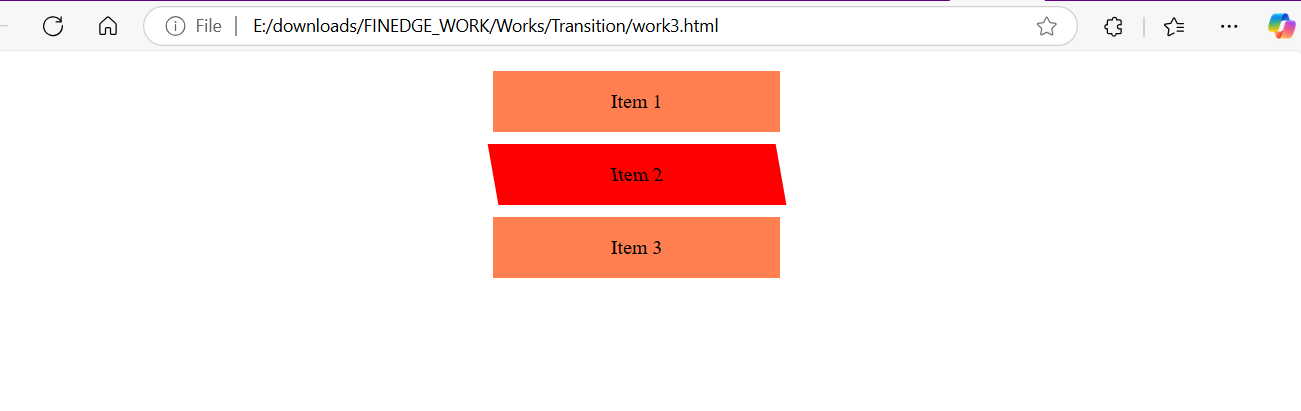 File
E:/downloads/FINEDGE_WORK/Works/Transition/work3.html
Item 1
Item 2
Item 3